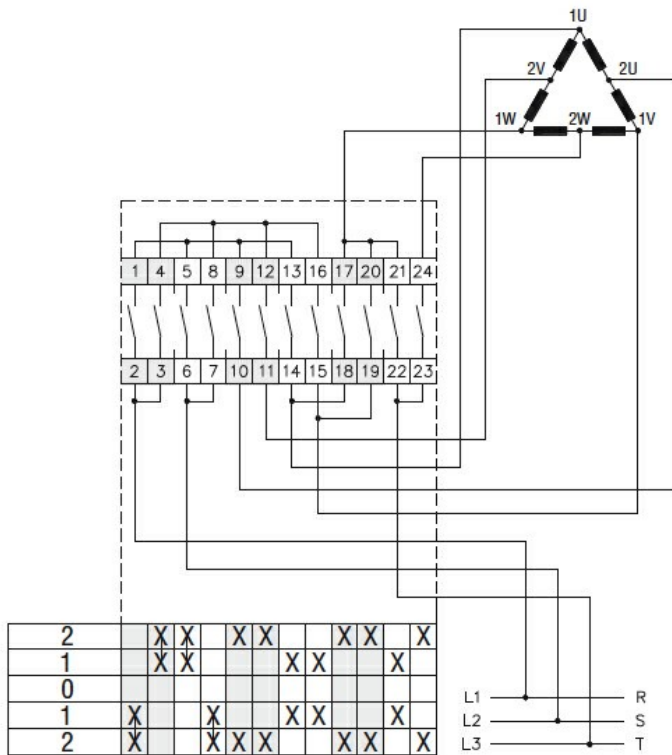 1U
2V 2U
1W 2W 1V
1 4 5 8 9 12 13 16 17 20 21 24
2 3 6 7 10 11 14 15 18 19 22 23
2 X X X X X X X
1 X X X X X
0
1 X X X X X
2 X X X X X X X
L1 R
L2 S
L3 T